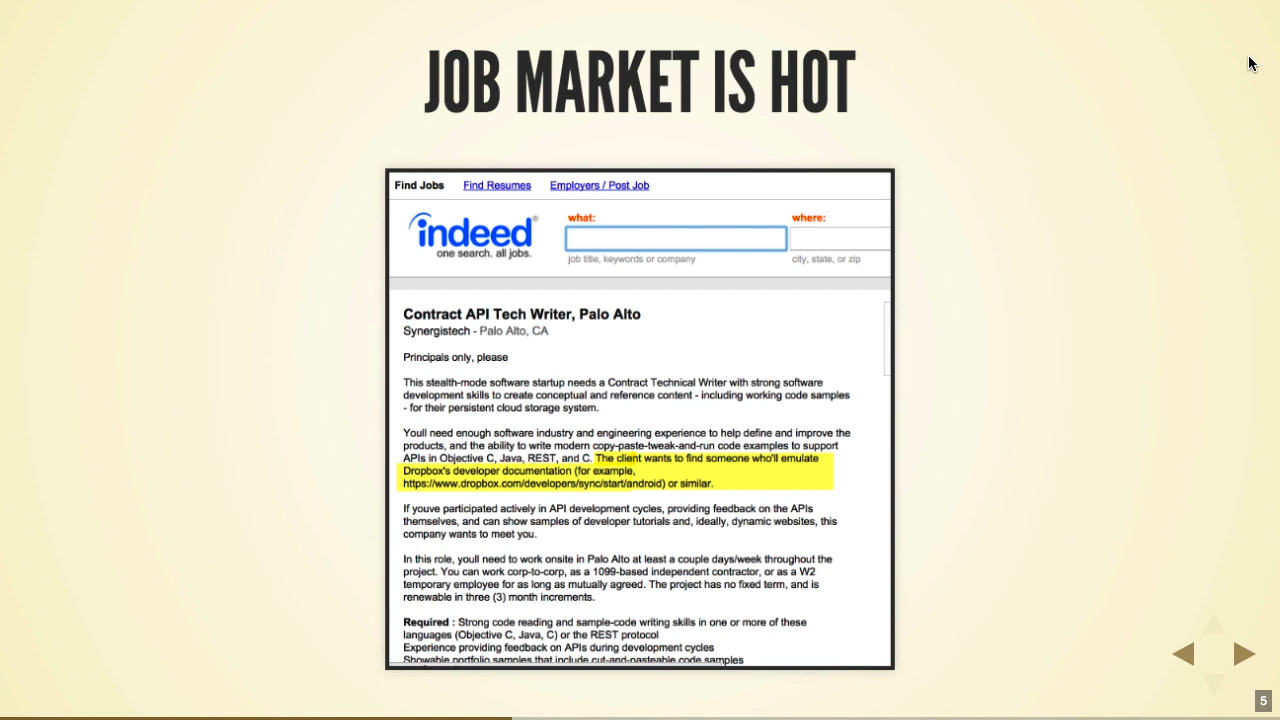 JOB MARKET IS HOT
Find Jobs Find Resumes Employers / Post Job
what: where:
indeed®
one search. all jobs.
job title, keywords or company city, state, or zip
Contract API Tech Writer, Palo Alto
Synergistech - Palo Alto, CA
Principals only, please
This stealth-mode software startup needs a Contract Technical Writer with strong software
development skills to create conceptual and reference content - including working code samples
- for their persistent cloud storage system.
Youll need enough software industry and engineering experience to help define and improve the
products, and the ability to write modern copy-paste-tweak-and-run code examples to support
APIs in Objective C, Java, REST, and C. The client wants to find someone who'll emulate
Dropbox's developer documentation (for example,
https://www.dropbox.com/developers/sync/start/android) or similar.
If youve participated actively in API development cycles, providing feedback on the APIs
themselves, and can show samples of developer tutorials and, ideally, dynamic websites, this
company wants to meet you.
In this role, youll need to work onsite in Palo Alto at least a couple days/week throughout the
project. You can work corp-to-corp, as a 1099-based independent contractor, or as a W2
temporary employee for as long as mutually agreed. The project has no fixed term, and is
renewable in three (3) month increments.
Required : Strong code reading and sample-code writing skills in one or more of these
languages (Objective C, Java, C) or the REST protocol
Experience providing feedback on APIs during development cycles
Showable portfolio samples that include cut-and-pasteable code samples
5